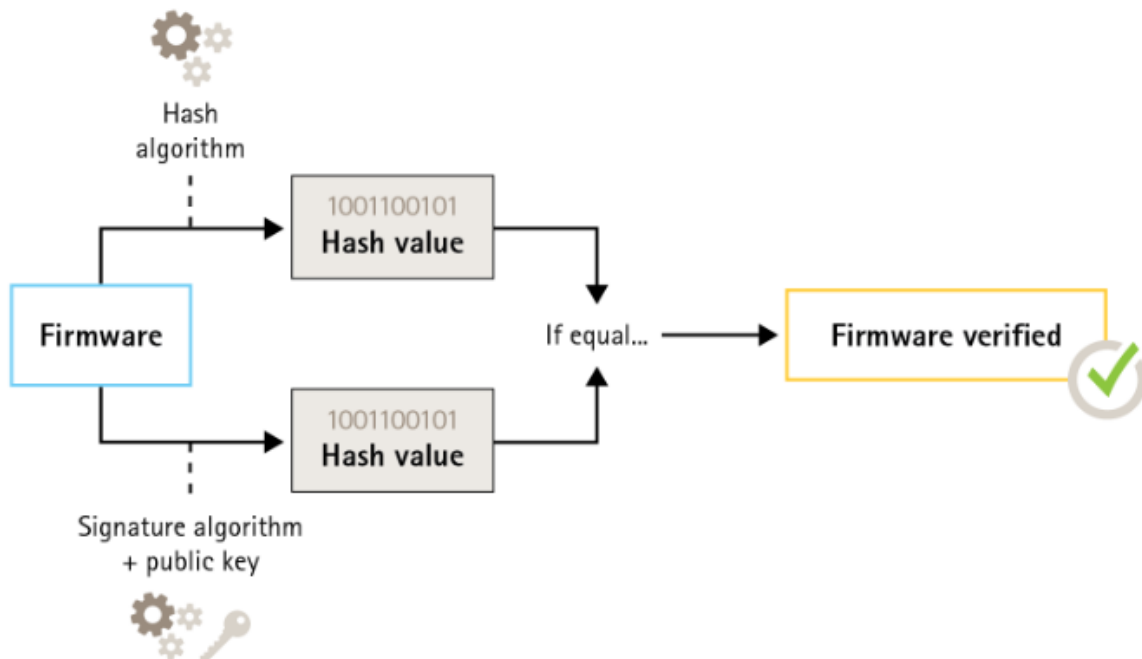 Hash
algorithm
1001100101
Hash value
Firmware
If equal...
Firmware verified
1001100101
Hash value
Signature algorithm
+ public key